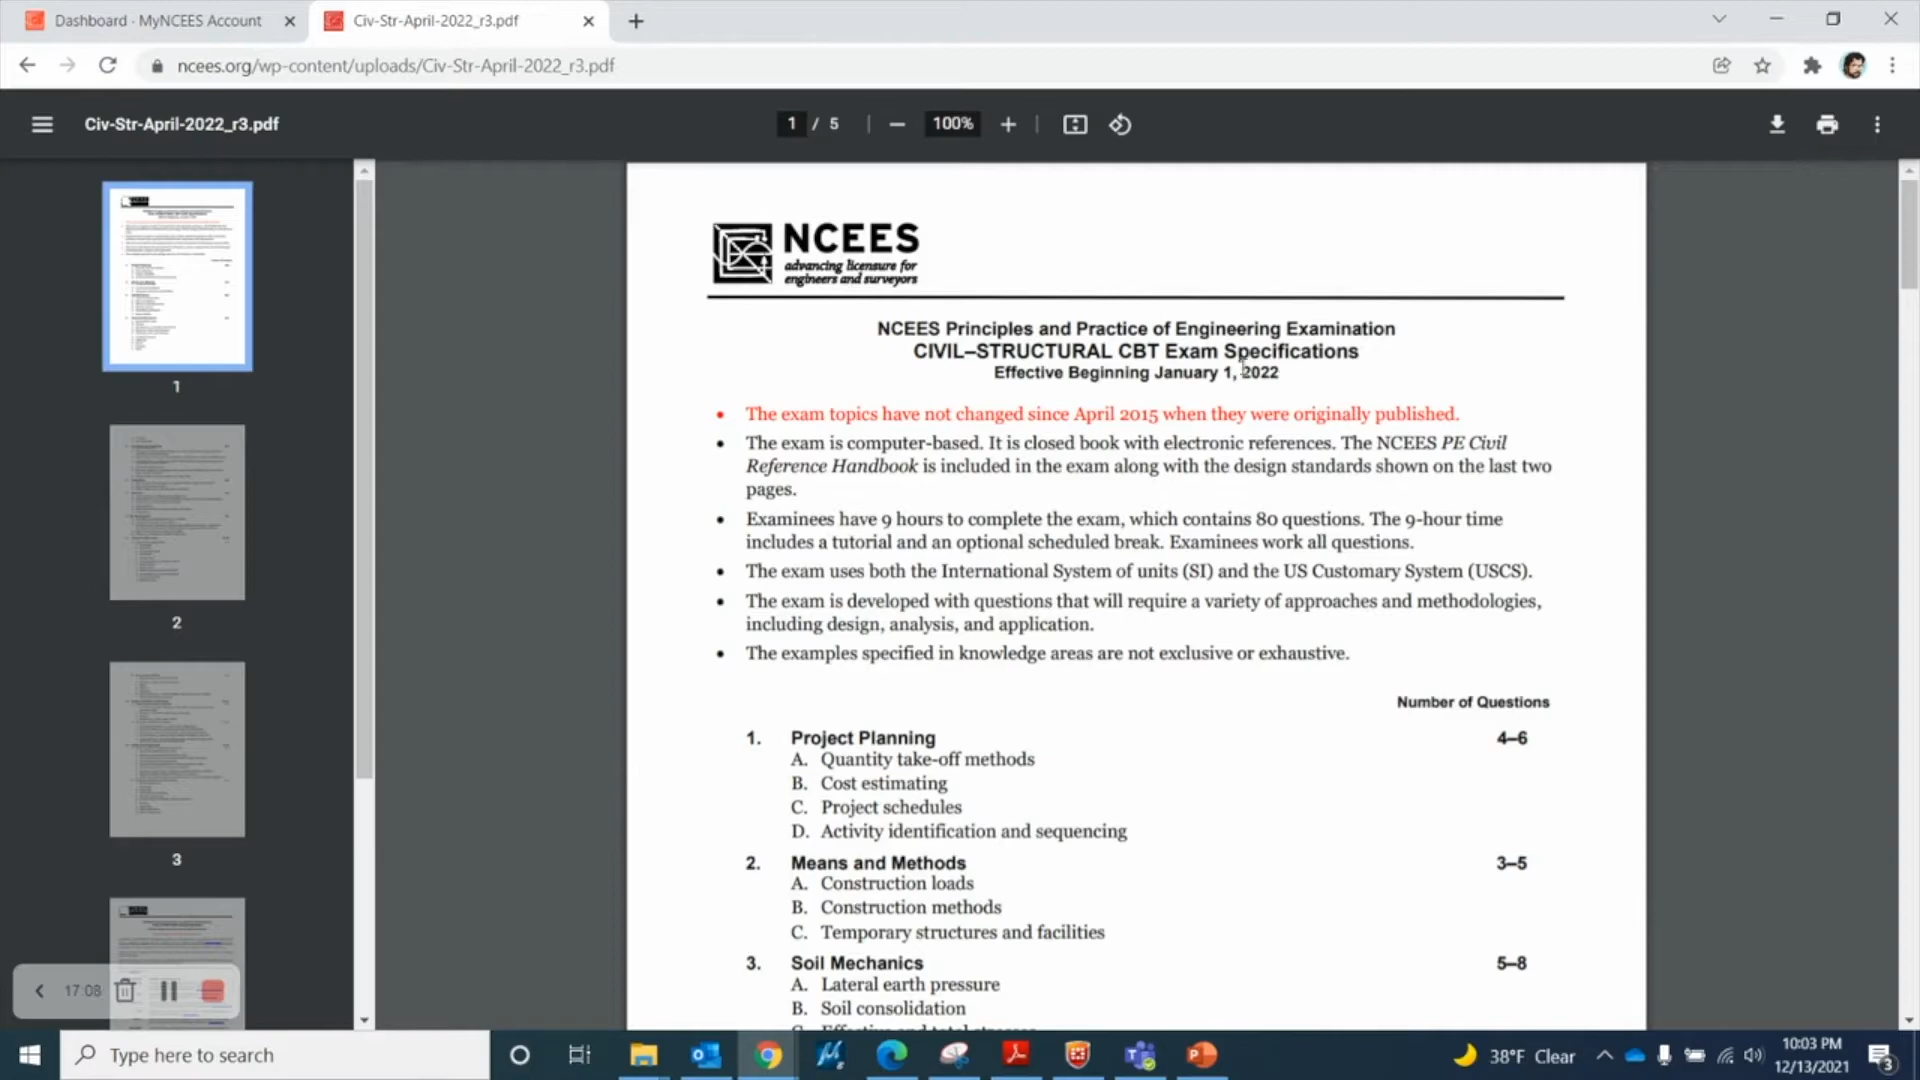 Dashboard - MyNCEES Account
Civ-Str-April-2022_r3.pdf
ncees.org/wp-content/uploads/Civ-Str-April-2022_r3.pdf
Civ-Str-April-2022_r3.pdf
1 / 5
100%
1
2
3
NCEES
advancing licensure for
engineers and surveyors
NCEES Principles and Practice of Engineering Examination
CIVIL–STRUCTURAL CBT Exam Specifications
Effective Beginning January 1, 2022
• The exam topics have not changed since April 2015 when they were originally published.
• The exam is computer-based. It is closed book with electronic references. The NCEES PE Civil
Reference Handbook is included in the exam along with the design standards shown on the last two
pages.
• Examinees have 9 hours to complete the exam, which contains 80 questions. The 9-hour time
includes a tutorial and an optional scheduled break. Examinees work all questions.
• The exam uses both the International System of units (SI) and the US Customary System (USCS).
• The exam is developed with questions that will require a variety of approaches and methodologies,
including design, analysis, and application.
• The examples specified in knowledge areas are not exclusive or exhaustive.
Number of Questions
1. Project Planning 4–6
A. Quantity take-off methods
B. Cost estimating
C. Project schedules
D. Activity identification and sequencing
2. Means and Methods 3–5
A. Construction loads
B. Construction methods
C. Temporary structures and facilities
3. Soil Mechanics 5–8
A. Lateral earth pressure
B. Soil consolidation
17:08
Type here to search
38°F Clear
10:03 PM
12/13/2021
3